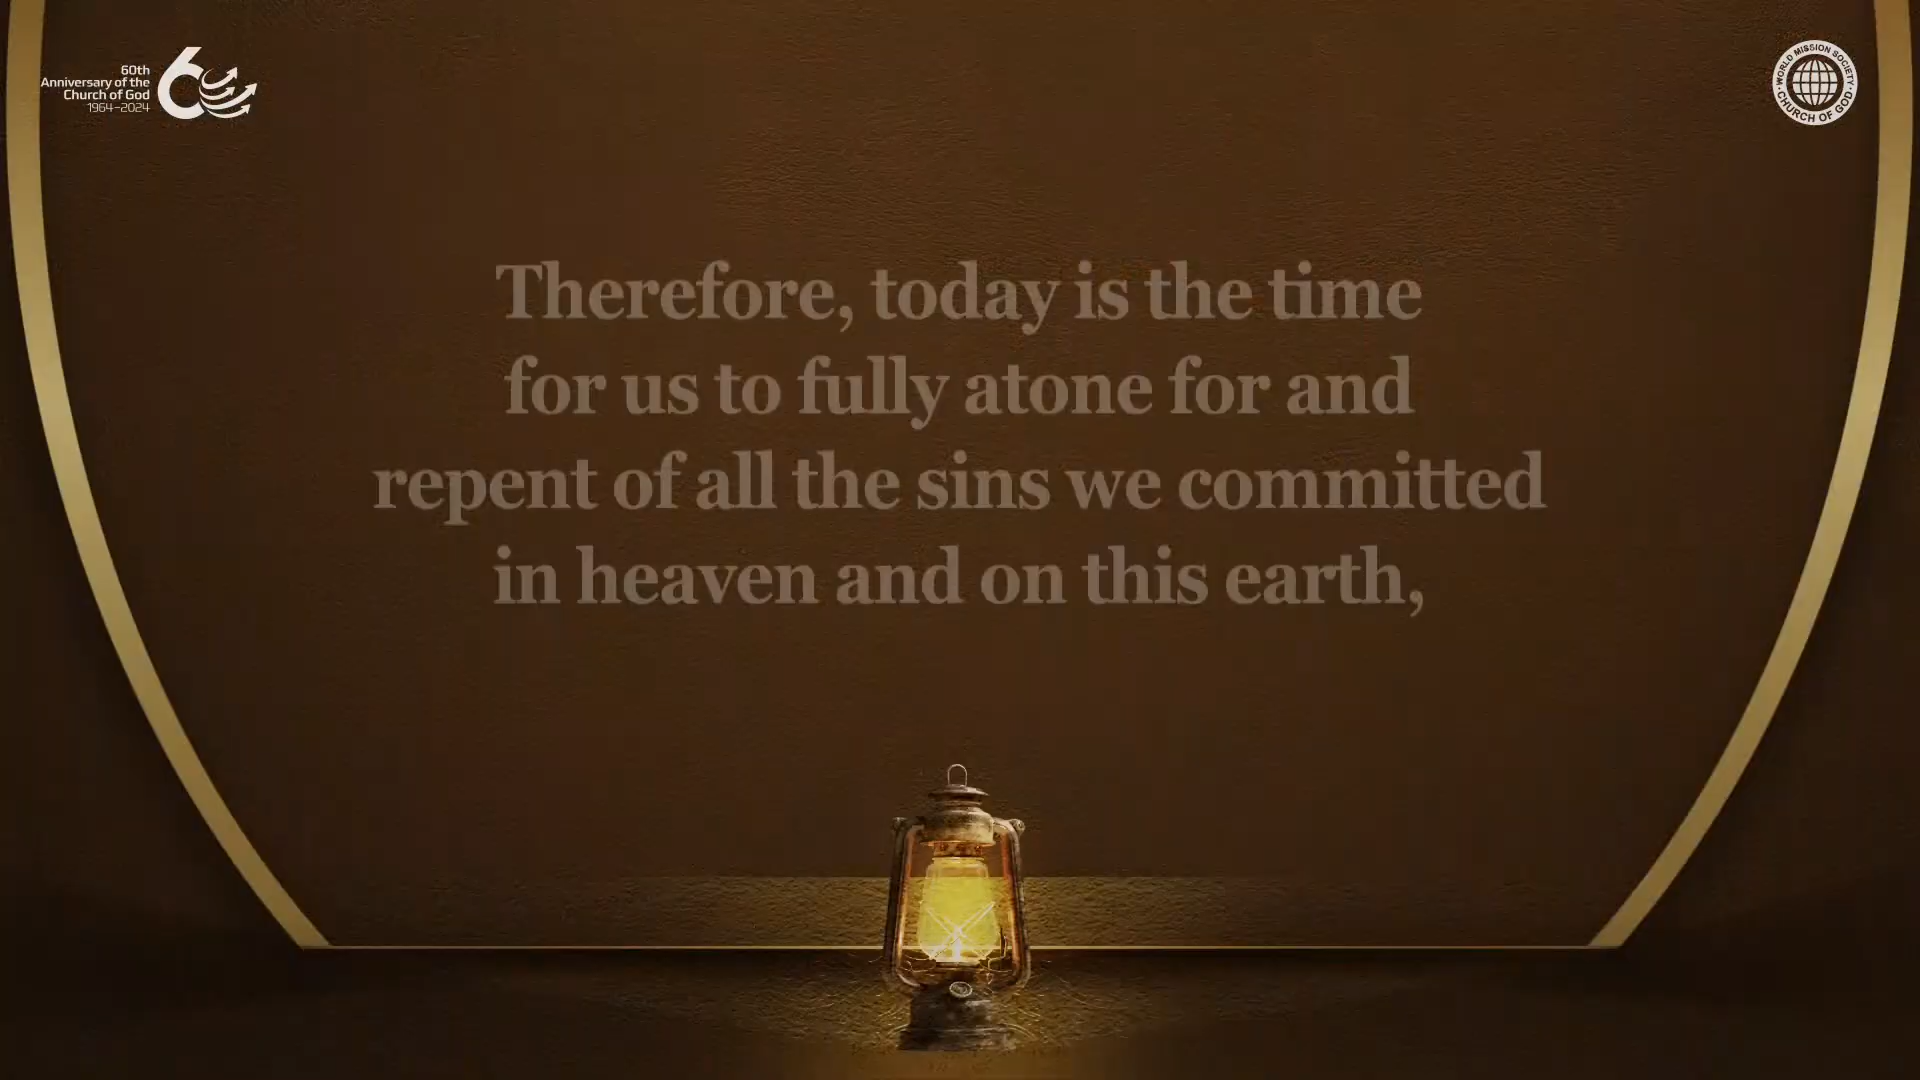 60th
Anniversary of the
Church of God
1964–2024
60
WORLD MISSION SOCIETY
CHURCH OF GOD
Therefore, today is the time
for us to fully atone for and
repent of all the sins we committed
in heaven and on this earth,